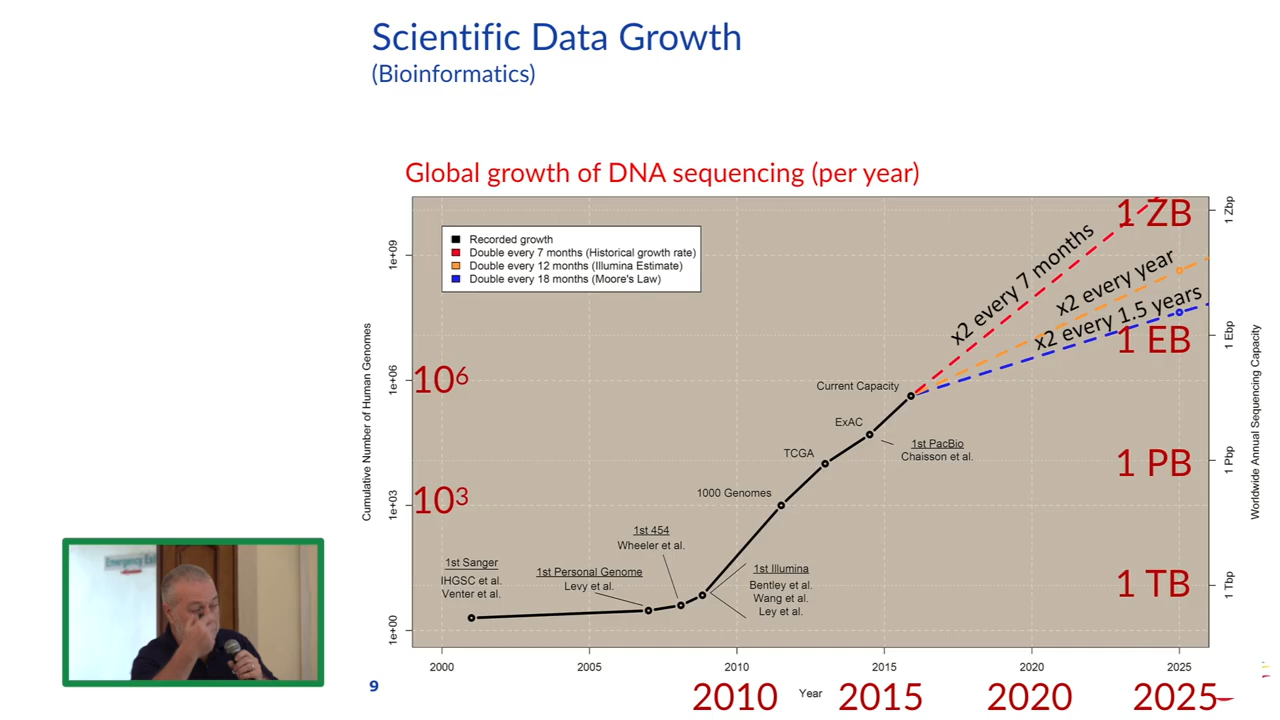 Scientific Data Growth
(Bioinformatics)
Global growth of DNA sequencing (per year)
Recorded growth
Double every 7 months (Historical growth rate)
Double every 12 months (Illumina Estimate)
Double every 18 months (Moore's Law)
x2 every 7 months
x2 every year
x2 every 1.5 years
1 ZB
1 EB
1 PB
1 TB
1 Zbp
1 Ebp
1 Pbp
1 Tbp
Worldwide Annual Sequencing Capacity
Cumulative Number of Human Genomes
1e+09
1e+06
1e+03
1e+00
10⁶
10³
Current Capacity
ExAC
1st PacBio
Chaisson et al.
TCGA
1000 Genomes
1st 454
Wheeler et al.
1st Sanger
IHGSC et al.
Venter et al.
1st Personal Genome
Levy et al.
1st Illumina
Bentley et al.
Wang et al.
Ley et al.
Emergency Exit
2000
2005
2010
2015
2020
2025
Year
2010
2015
2020
2025
9